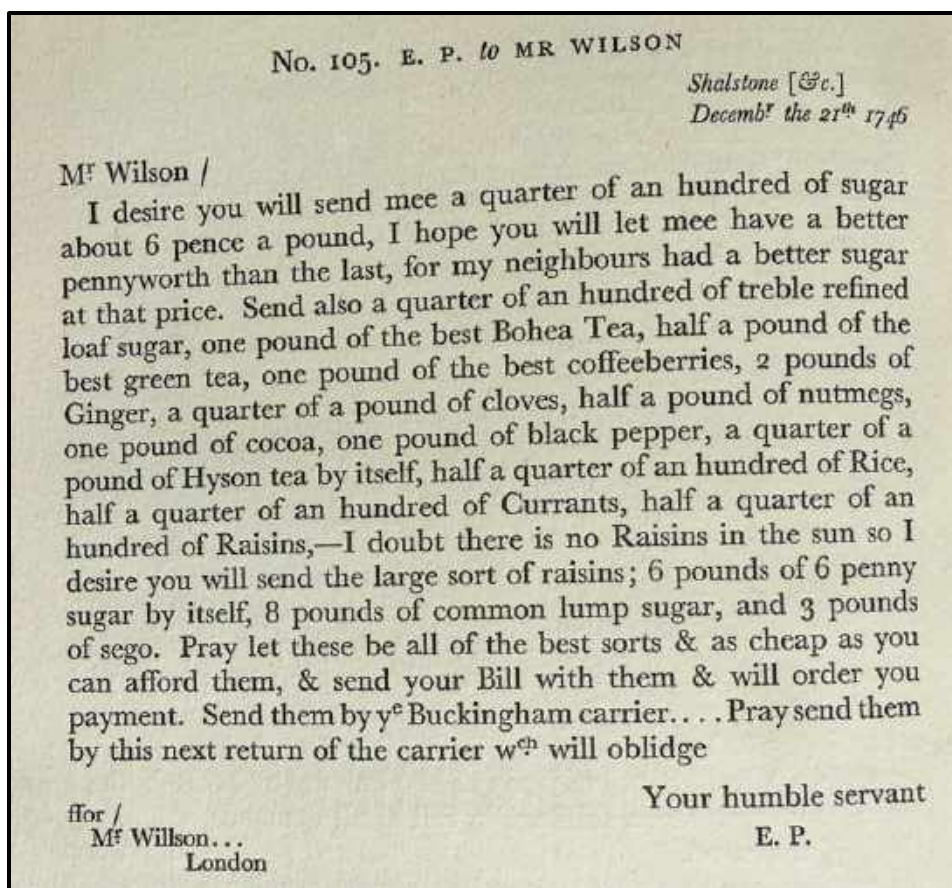 No. 105. E. P. to MR WILSON
Shalstone [&c.]
Decembʳ the 21ᵗʰ 1746
Mʳ Wilson /
I desire you will send mee a quarter of an hundred of sugar
about 6 pence a pound, I hope you will let mee have a better
pennyworth than the last, for my neighbours had a better sugar
at that price. Send also a quarter of an hundred of treble refined
loaf sugar, one pound of the best Bohea Tea, half a pound of the
best green tea, one pound of the best coffeeberries, 2 pounds of
Ginger, a quarter of a pound of cloves, half a pound of nutmegs,
one pound of cocoa, one pound of black pepper, a quarter of a
pound of Hyson tea by itself, half a quarter of an hundred of Rice,
half a quarter of an hundred of Currants, half a quarter of an
hundred of Raisins,—I doubt there is no Raisins in the sun so I
desire you will send the large sort of raisins; 6 pounds of 6 penny
sugar by itself, 8 pounds of common lump sugar, and 3 pounds
of sego. Pray let these be all of the best sorts & as cheap as you
can afford them, & send your Bill with them & will order you
payment. Send them by yᵉ Buckingham carrier.... Pray send them
by this next return of the carrier wᶜʰ will oblidge
Your humble servant
E. P.
ffor /
Mʳ Willson...
London